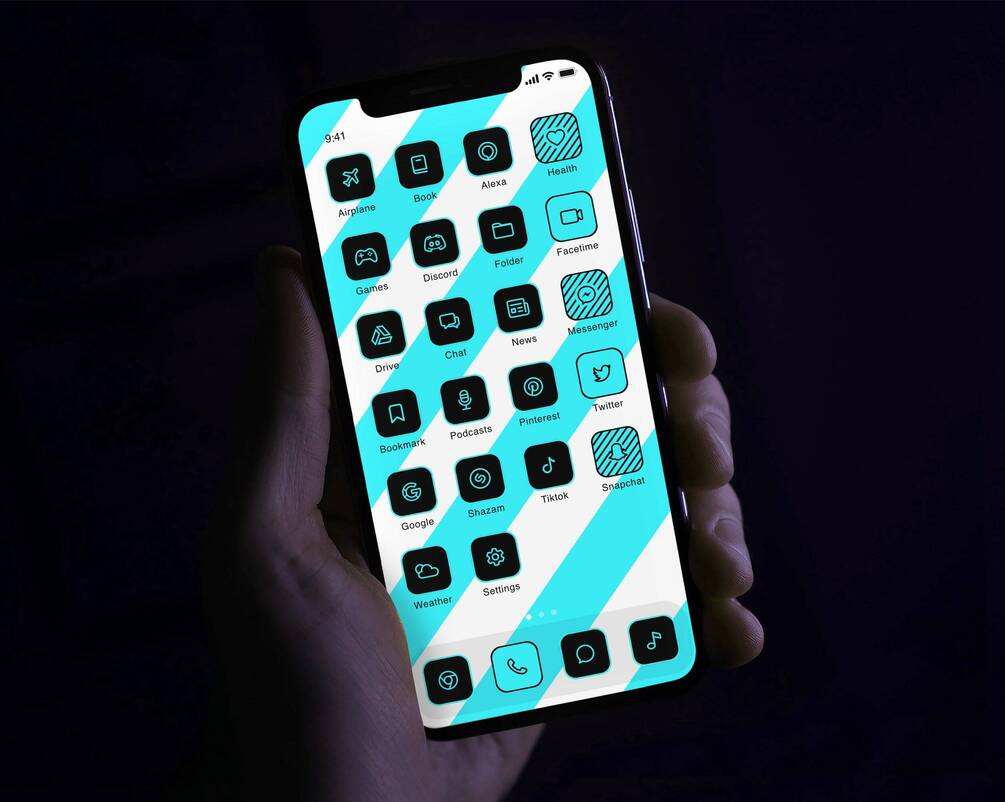 9:41
Airplane
Book
Alexa
Health
Games
Discord
Folder
Facetime
Drive
Chat
News
Messenger
Bookmark
Podcasts
Pinterest
Twitter
Google
Shazam
Tiktok
Snapchat
Weather
Settings